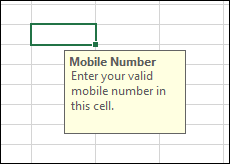 Mobile Number
Enter your valid
mobile number in
this cell.